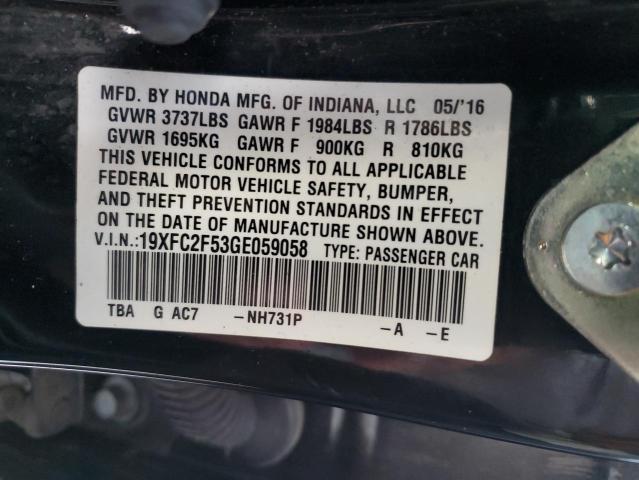 MFD. BY HONDA MFG. OF INDIANA, LLC 05/'16
GVWR 3737LBS GAWR F 1984LBS R 1786LBS
GVWR 1695KG GAWR F 900KG R 810KG
THIS VEHICLE CONFORMS TO ALL APPLICABLE
FEDERAL MOTOR VEHICLE SAFETY, BUMPER,
AND THEFT PREVENTION STANDARDS IN EFFECT
ON THE DATE OF MANUFACTURE SHOWN ABOVE.
V.I.N.:19XFC2F53GE059058 TYPE: PASSENGER CAR
TBA G AC7 -NH731P -A -E